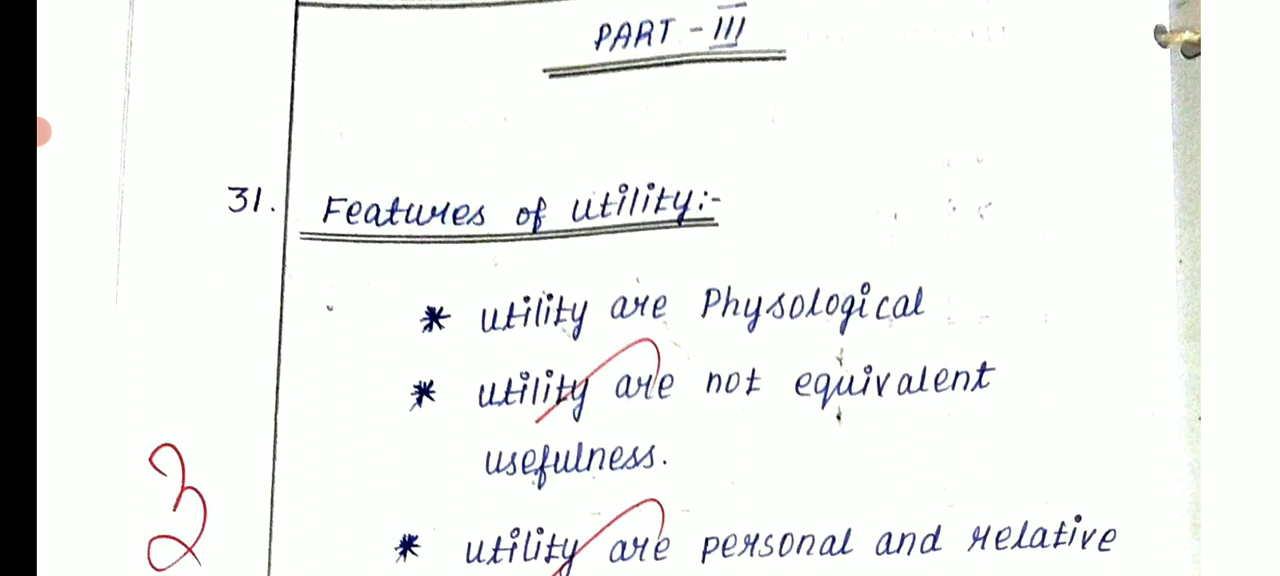 PART - III
31.
Features of utility:-
* utility are Physological
* utility are not equivalent
usefulness.
3
* utility are personal and relative